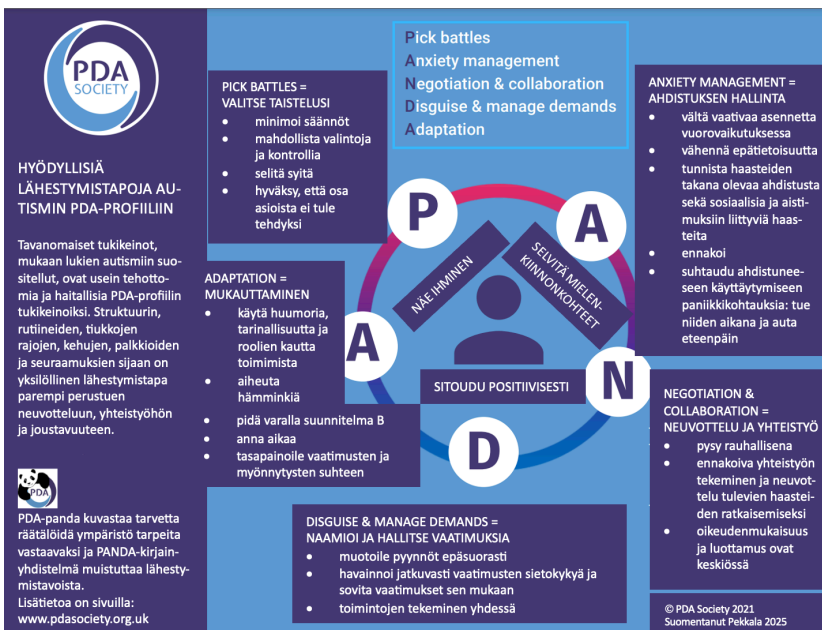 PDA
SOCIETY
HYÖDYLLISIÄ
LÄHESTYMISTAPOJA AU-
TISMIN PDA-PROFIILIIN
Tavanomaiset tukikeinot,
mukaan lukien autismiin suo-
sitellut, ovat usein tehotto-
mia ja haitallisia PDA-profiilin
tukikeinoiksi. Struktuurin,
rutiineiden, tiukkojen
rajojen, kehujen, palkkioiden
ja seuraamuksien sijaan on
yksilöllinen lähestymistapa
parempi perustuen
neuvotteluun, yhteistyöhön
ja joustavuuteen.
PDA
PDA-panda kuvastaa tarvetta
räätälöidä ympäristö tarpeita
vastaavaksi ja PANDA-kirjain-
yhdistelmä muistuttaa lähesty-
mistavoista.
Lisätietoa on sivuilla:
www.pdasociety.org.uk
Pick battles
Anxiety management
Negotiation & collaboration
Disguise & manage demands
Adaptation
PICK BATTLES =
VALITSE TAISTELUSI
• minimoi säännöt
• mahdollista valintoja
ja kontrollia
• selitä syitä
• hyväksy, että osa
asioista ei tule
tehdyksi
ANXIETY MANAGEMENT =
AHDISTUKSEN HALLINTA
• vältä vaativaa asennetta
vuorovaikutuksessa
• vähennä epätietoisuutta
• tunnista haasteiden
takana olevaa ahdistusta
sekä sosiaalisia ja aisti-
muksiin liittyviä haas-
teita
• ennakoi
• suhtaudu ahdistunee-
seen käyttäytymiseen
paniikkikohtauksia: tue
niiden aikana ja auta
eteenpäin
P
A
N
D
A
NÄE IHMINEN
SELVITÄ MIELEN-
KIINNONKOHTEET
SITOUDU POSITIIVISESTI
ADAPTATION =
MUKAUTTAMINEN
• käytä huumoria,
tarinallisuutta ja
roolien kautta
toimimista
• aiheuta
hämminkiä
• pidä varalla suunnitelma B
• anna aikaa
• tasapainoile vaatimusten ja
myönnytysten suhteen
NEGOTIATION &
COLLABORATION =
NEUVOTTELU JA YHTEISTYÖ
• pysy rauhallisena
• ennakoiva yhteistyön
tekeminen ja neuvot-
telu tulevien haastei-
den ratkaisemiseksi
• oikeudenmukaisuus
ja luottamus ovat
keskiössä
DISGUISE & MANAGE DEMANDS =
NAAMIOI JA HALLITSE VAATIMUKSIA
• muotoile pyynnöt epäsuorasti
• havainnoi jatkuvasti vaatimusten sietokykyä ja
sovita vaatimukset sen mukaan
• toimintojen tekeminen yhdessä
© PDA Society 2021
Suomentanut Pekkala 2025